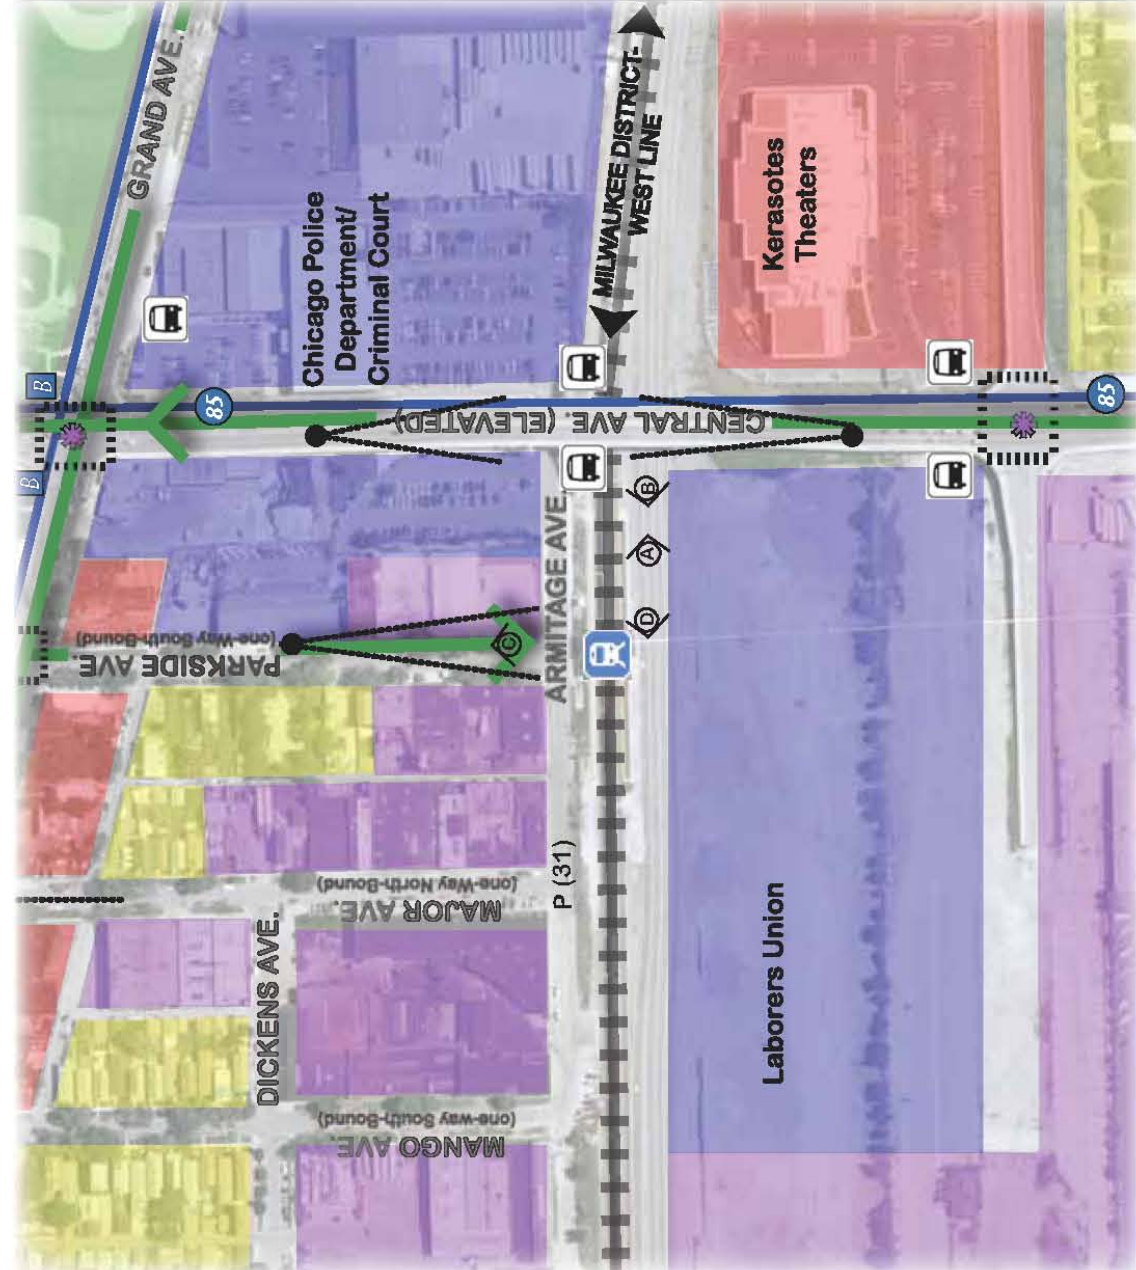 GRAND AVE.
B
B
85
Chicago Police
Department/
Criminal Court
MILWAUKEE DISTRICT-
WEST LINE
Kerasotes
Theaters
CENTRAL AVE. (ELEVATED)
85
PARKSIDE AVE.
(one-Way South-Bound)
C
ARMITAGE AVE.
B
A
D
MAJOR AVE.
(one-Way North-Bound)
P (31)
DICKENS AVE.
MANGO AVE.
(one-way South-Bound)
Laborers Union